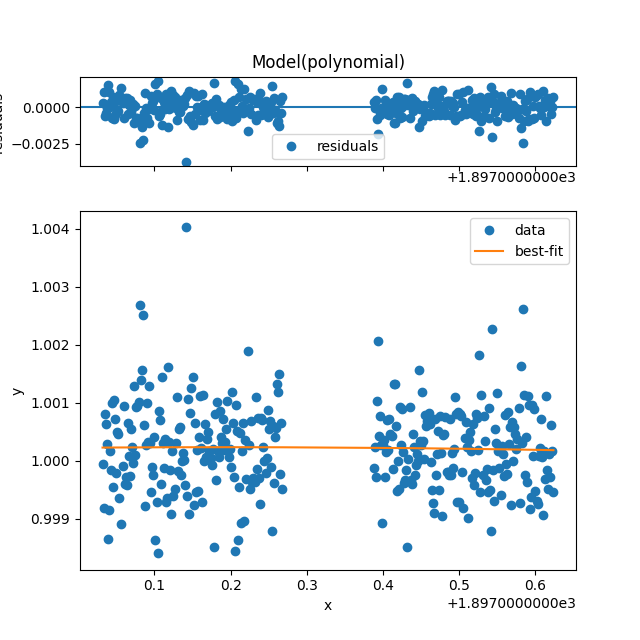 Model(polynomial)
0.0000
−0.0025
residuals
residuals
+1.8970000000e3
1.004
1.003
1.002
1.001
1.000
0.999
y
data
best-fit
0.1
0.2
0.3
0.4
0.5
0.6
x
+1.8970000000e3